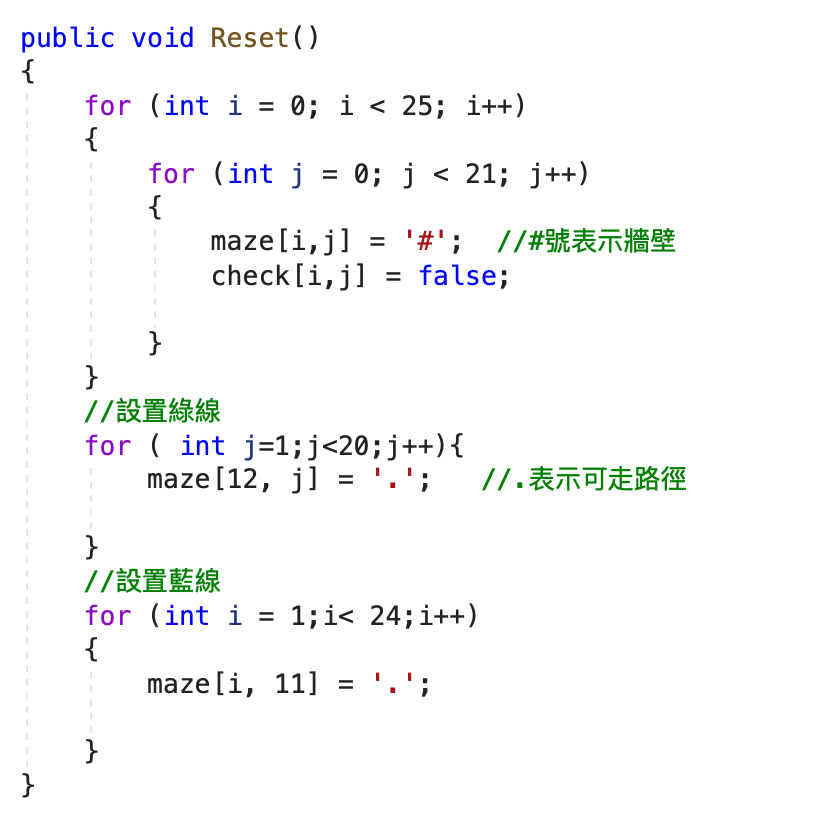 public void Reset()
{
    for (int i = 0; i < 25; i++)
    {
        for (int j = 0; j < 21; j++)
        {
            maze[i,j] = '#';  //#號表示牆壁
            check[i,j] = false;

        }
    }
    //設置綠線
    for ( int j=1;j<20;j++){
        maze[12, j] = '.';   //.表示可走路徑

    }
    //設置藍線
    for (int i = 1;i< 24;i++)
    {
        maze[i, 11] = '.';

    }
}